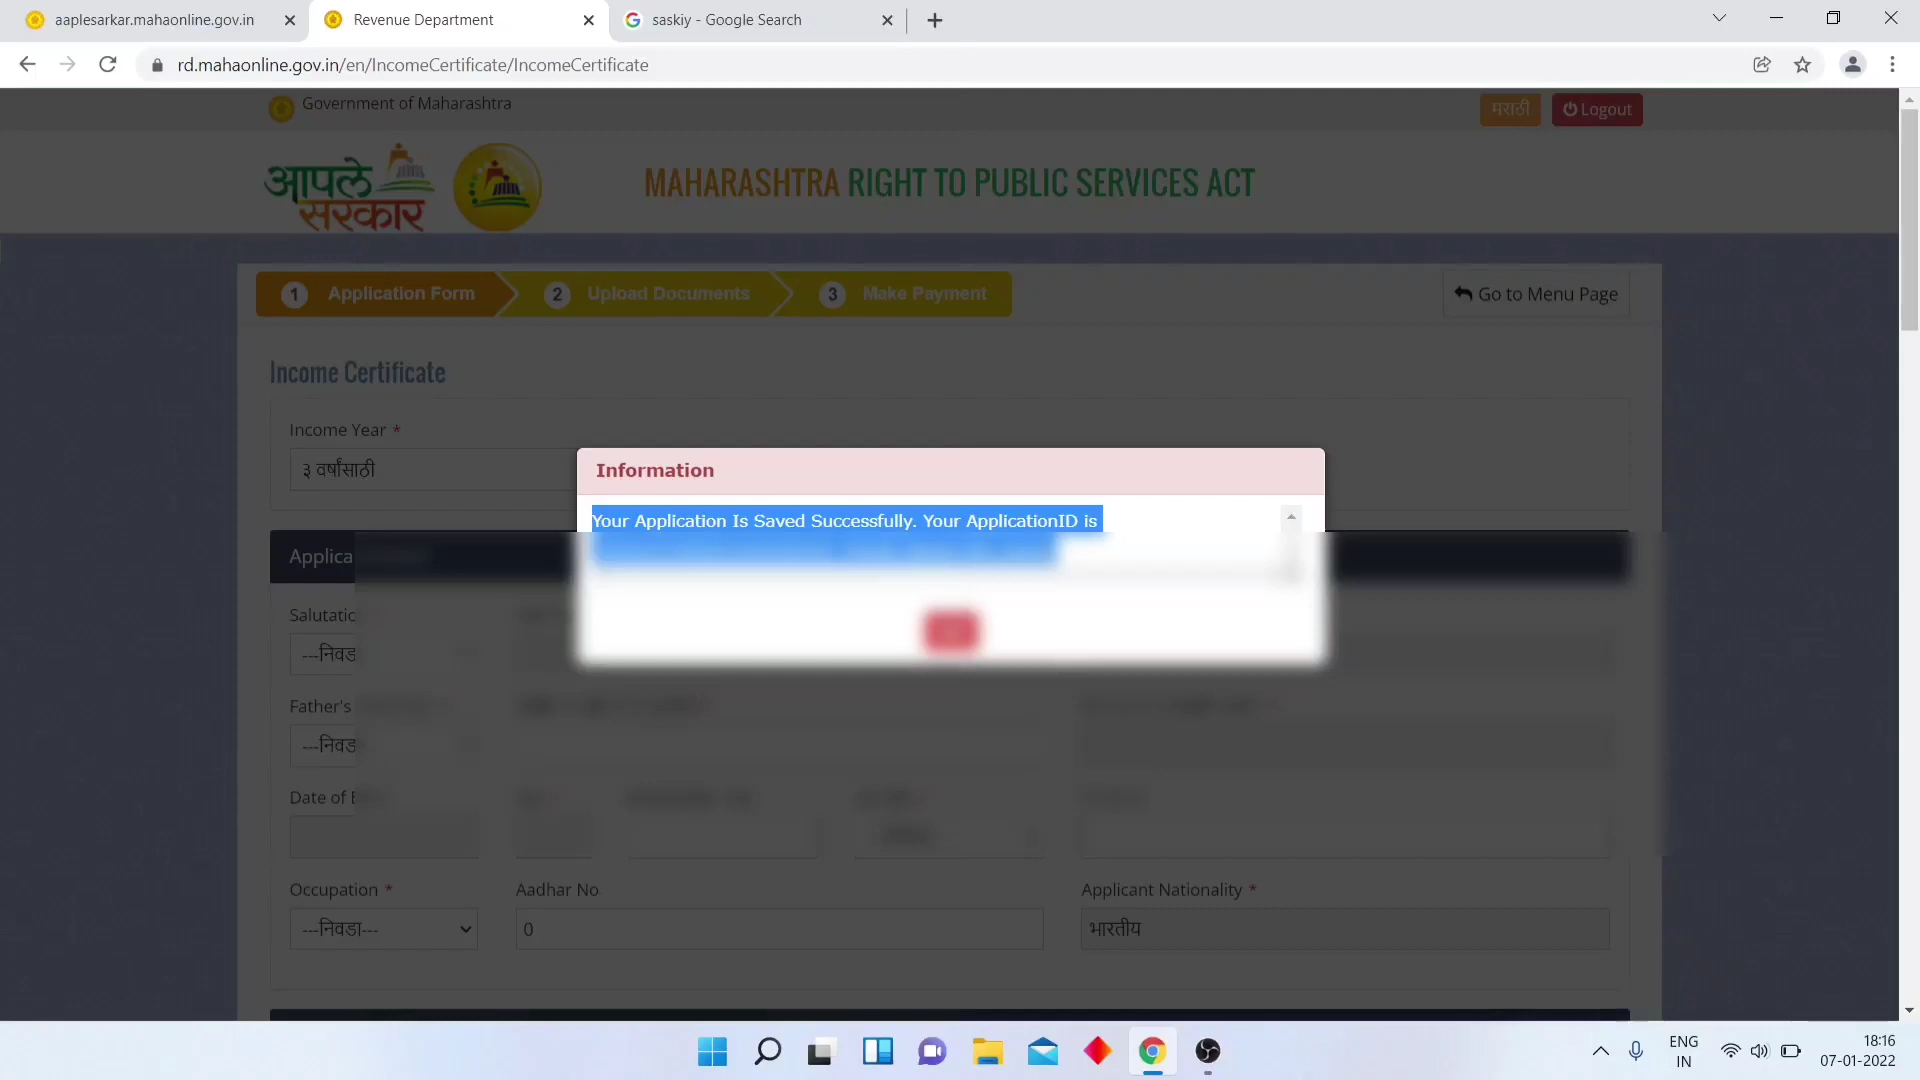 aaplesarkar.mahaonline.gov.in
Revenue Department
saskiy - Google Search
rd.mahaonline.gov.in/en/IncomeCertificate/IncomeCertificate
Government of Maharashtra
मराठी
Logout
आपले
सरकार
MAHARASHTRA RIGHT TO PUBLIC SERVICES ACT
1 Application Form
2 Upload Documents
3 Make Payment
Go to Menu Page
Income Certificate
Income Year *
३ वर्षांसाठी
Information
Your Application Is Saved Successfully. Your ApplicationID is
Applica
Salutatio
---निवड
Father's
---निवड
Date of
Occupation *
Aadhar No
Applicant Nationality *
---निवडा---
0
भारतीय
ENG
IN
18:16
07-01-2022